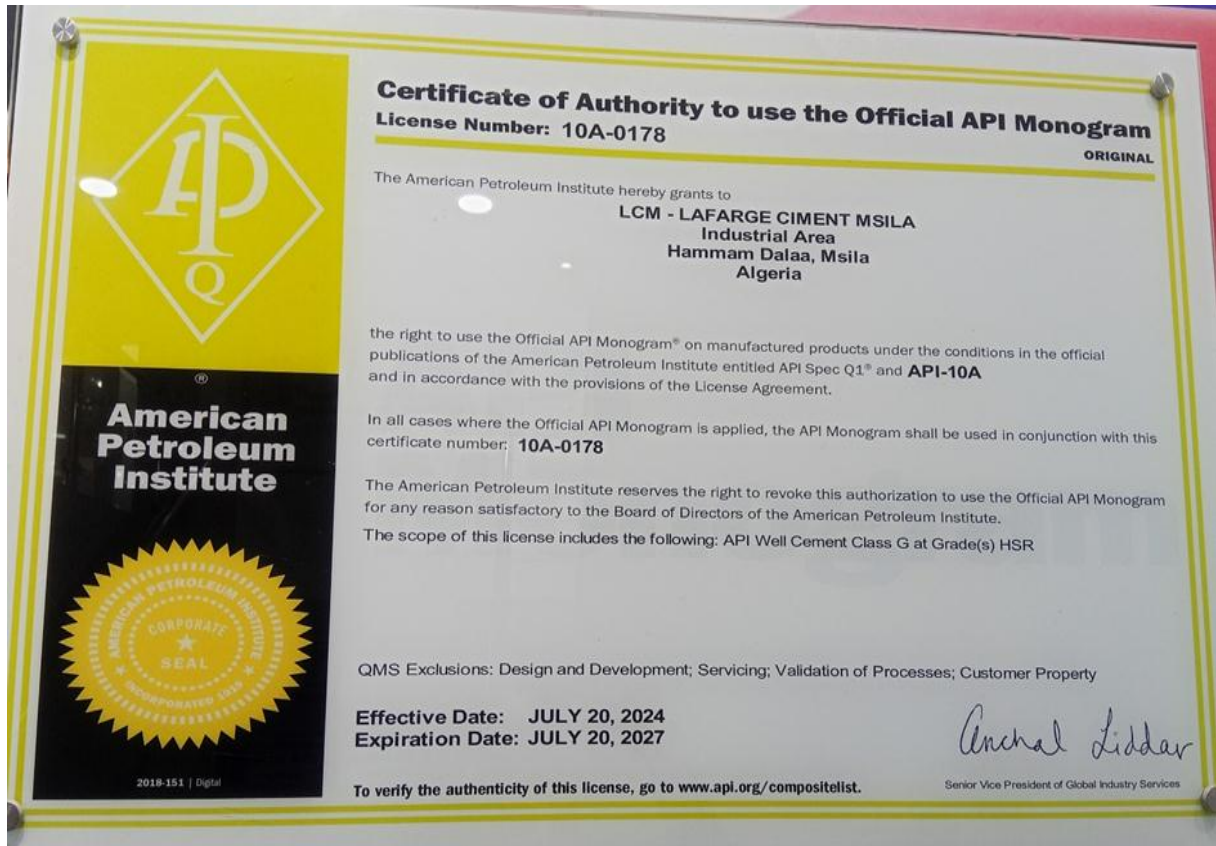 Certificate of Authority to use the Official API Monogram
License Number: 10A-0178
ORIGINAL
The American Petroleum Institute hereby grants to
LCM - LAFARGE CIMENT MSILA
Industrial Area
Hammam Dalaa, Msila
Algeria
the right to use the Official API Monogram® on manufactured products under the conditions in the official
publications of the American Petroleum Institute entitled API Spec Q1® and API-10A
and in accordance with the provisions of the License Agreement.
In all cases where the Official API Monogram is applied, the API Monogram shall be used in conjunction with this
certificate number: 10A-0178
The American Petroleum Institute reserves the right to revoke this authorization to use the Official API Monogram
for any reason satisfactory to the Board of Directors of the American Petroleum Institute.
The scope of this license includes the following: API Well Cement Class G at Grade(s) HSR
QMS Exclusions: Design and Development; Servicing; Validation of Processes; Customer Property
Effective Date: JULY 20, 2024
Expiration Date: JULY 20, 2027
To verify the authenticity of this license, go to www.api.org/compositelist.
Anchal Liddar
Senior Vice President of Global Industry Services
API
Q
®
American
Petroleum
Institute
AMERICAN PETROLEUM INSTITUTE
CORPORATE
SEAL
INCORPORATED 1919
2018-151 | Digital